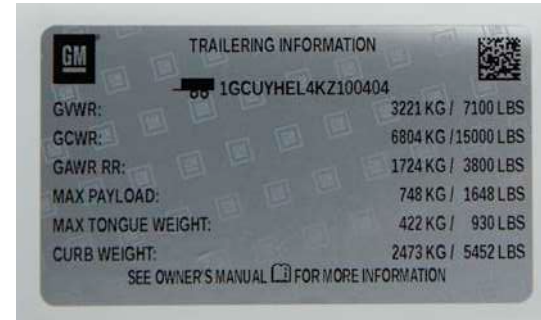 GM
TRAILERING INFORMATION
1GCUYHEL4KZ100404
GVWR: 3221 KG / 7100 LBS
GCWR: 6804 KG / 15000 LBS
GAWR RR: 1724 KG / 3800 LBS
MAX PAYLOAD: 748 KG / 1648 LBS
MAX TONGUE WEIGHT: 422 KG / 930 LBS
CURB WEIGHT: 2473 KG / 5452 LBS
SEE OWNER'S MANUAL FOR MORE INFORMATION